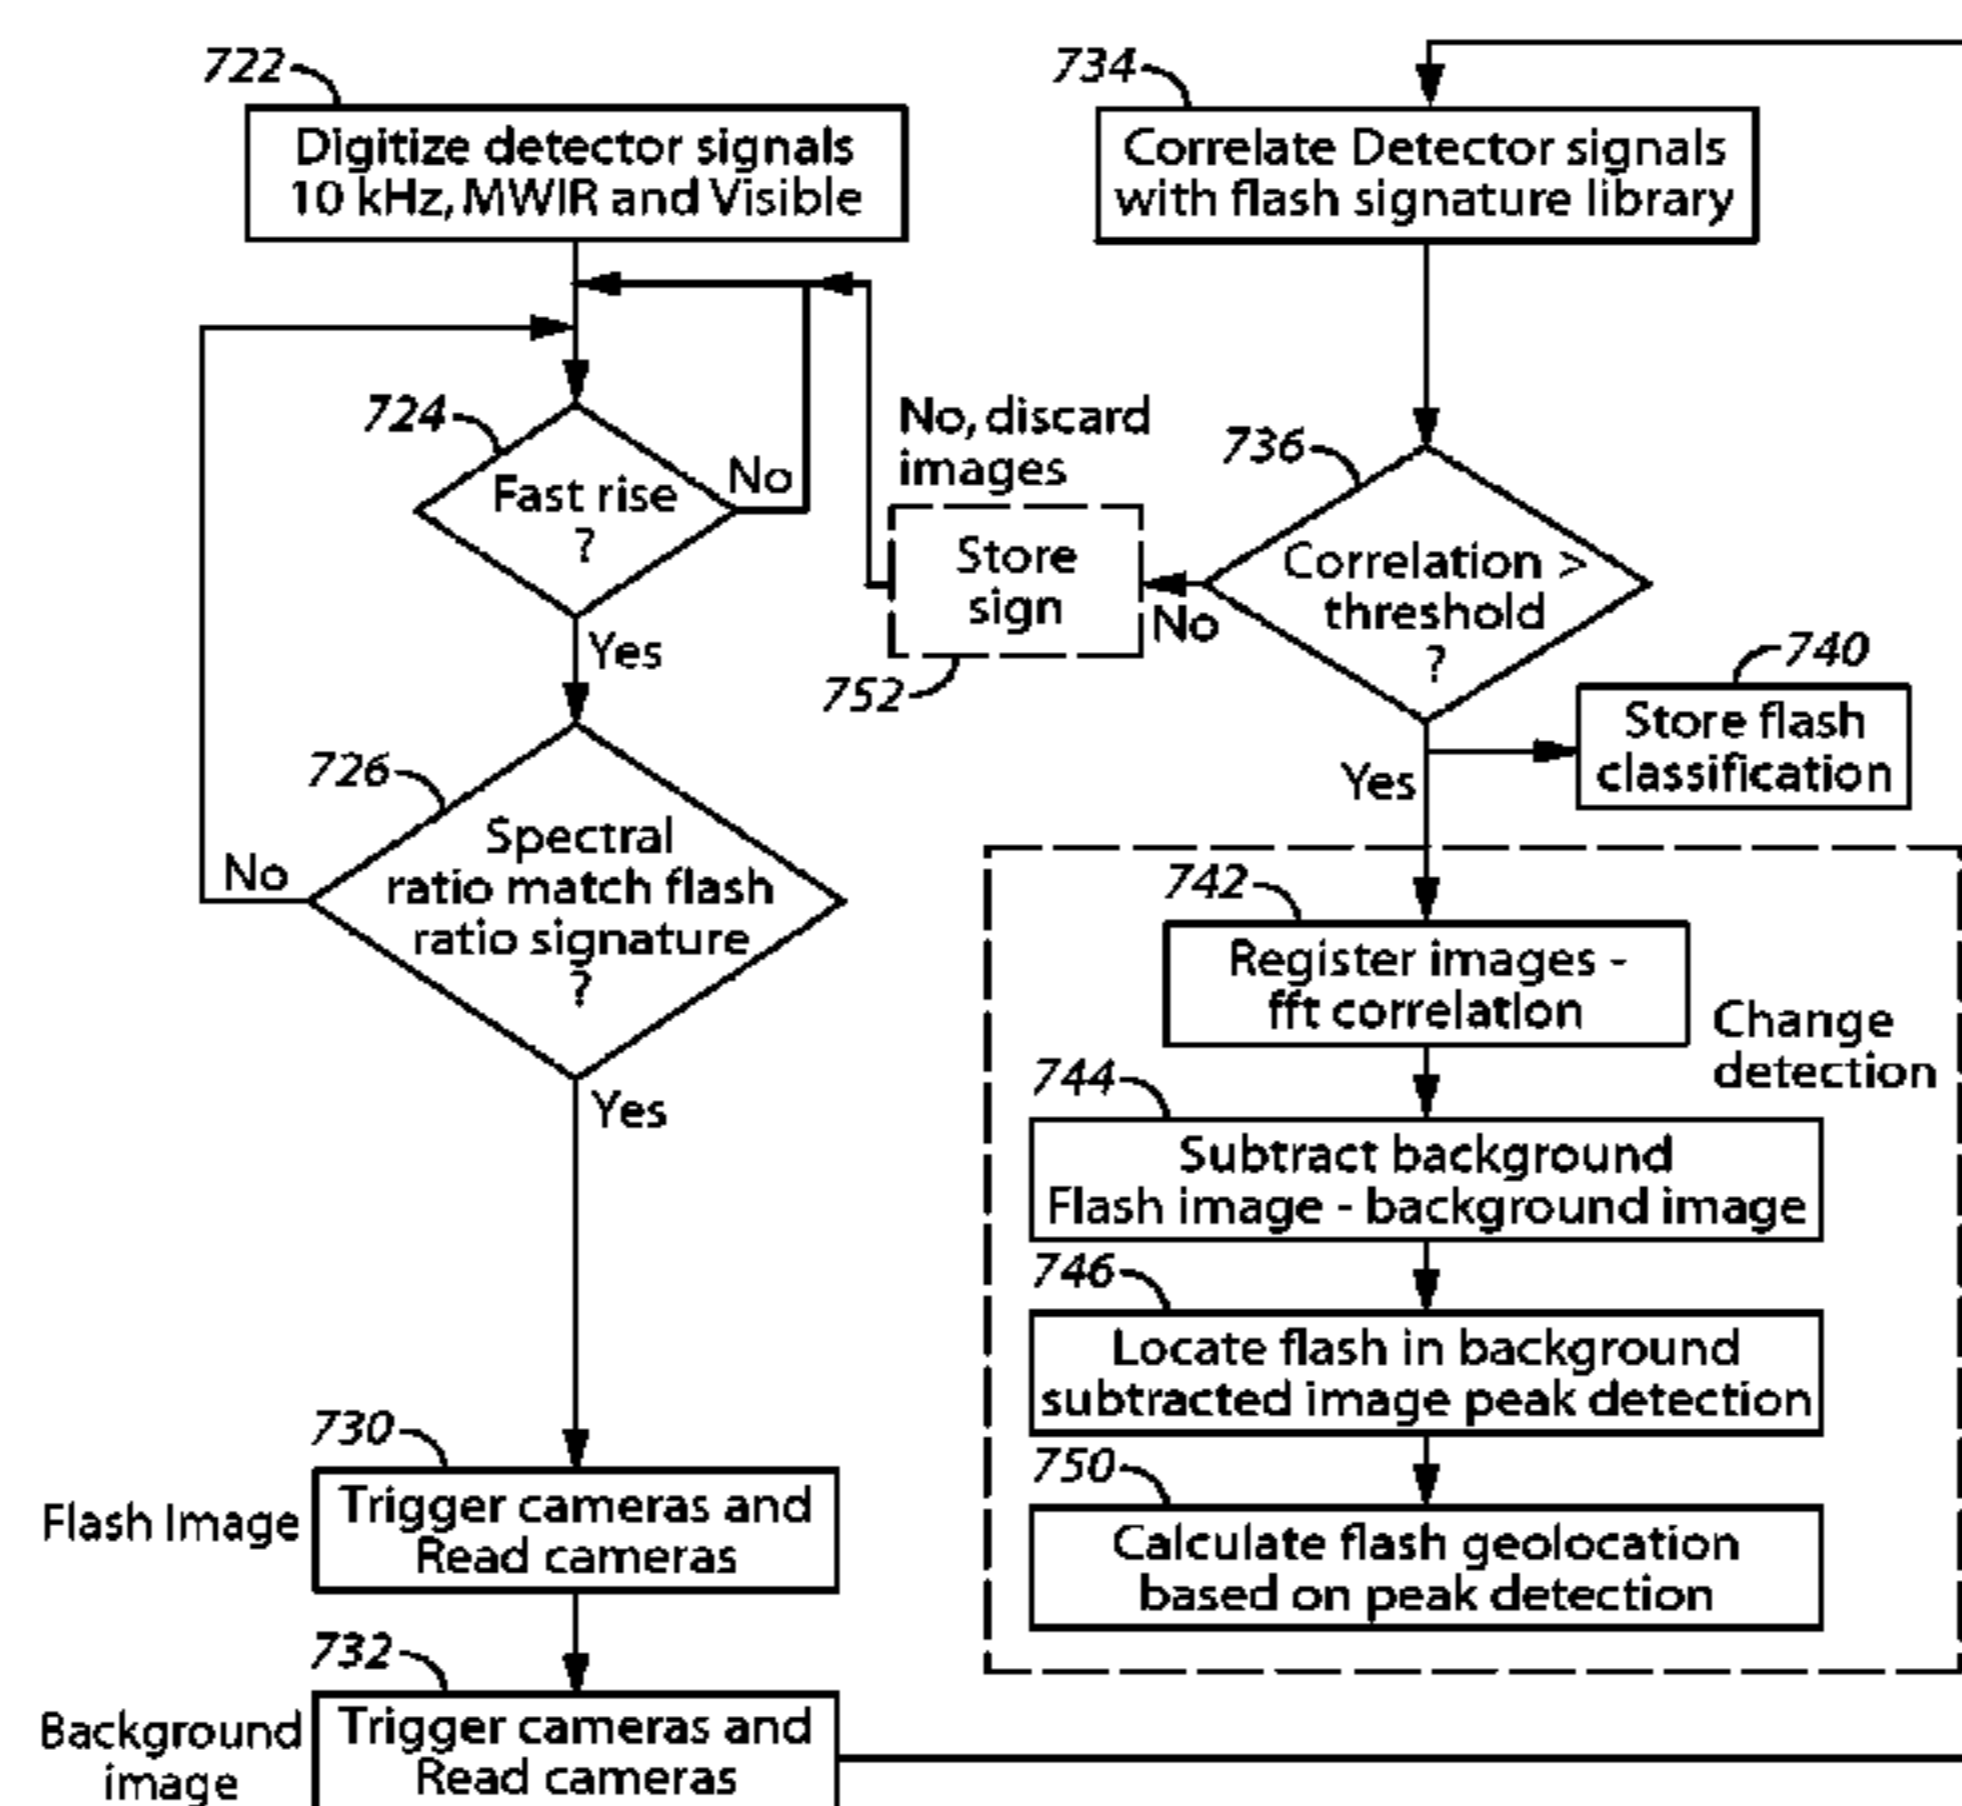 722
Digitize detector signals
10 kHz, MWIR and Visible
724
Fast rise
?
No
Yes
726
Spectral
ratio match flash
ratio signature
?
No
Yes
730
Flash Image
Trigger cameras and
Read cameras
732
Background
image
Trigger cameras and
Read cameras
734
Correlate Detector signals
with flash signature library
736
Correlation >
threshold
?
No
No, discard
images
Store
sign
752
Yes
740
Store flash
classification
742
Register images -
fft correlation
Change
detection
744
Subtract background
Flash image - background image
746
Locate flash in background
subtracted image peak detection
750
Calculate flash geolocation
based on peak detection